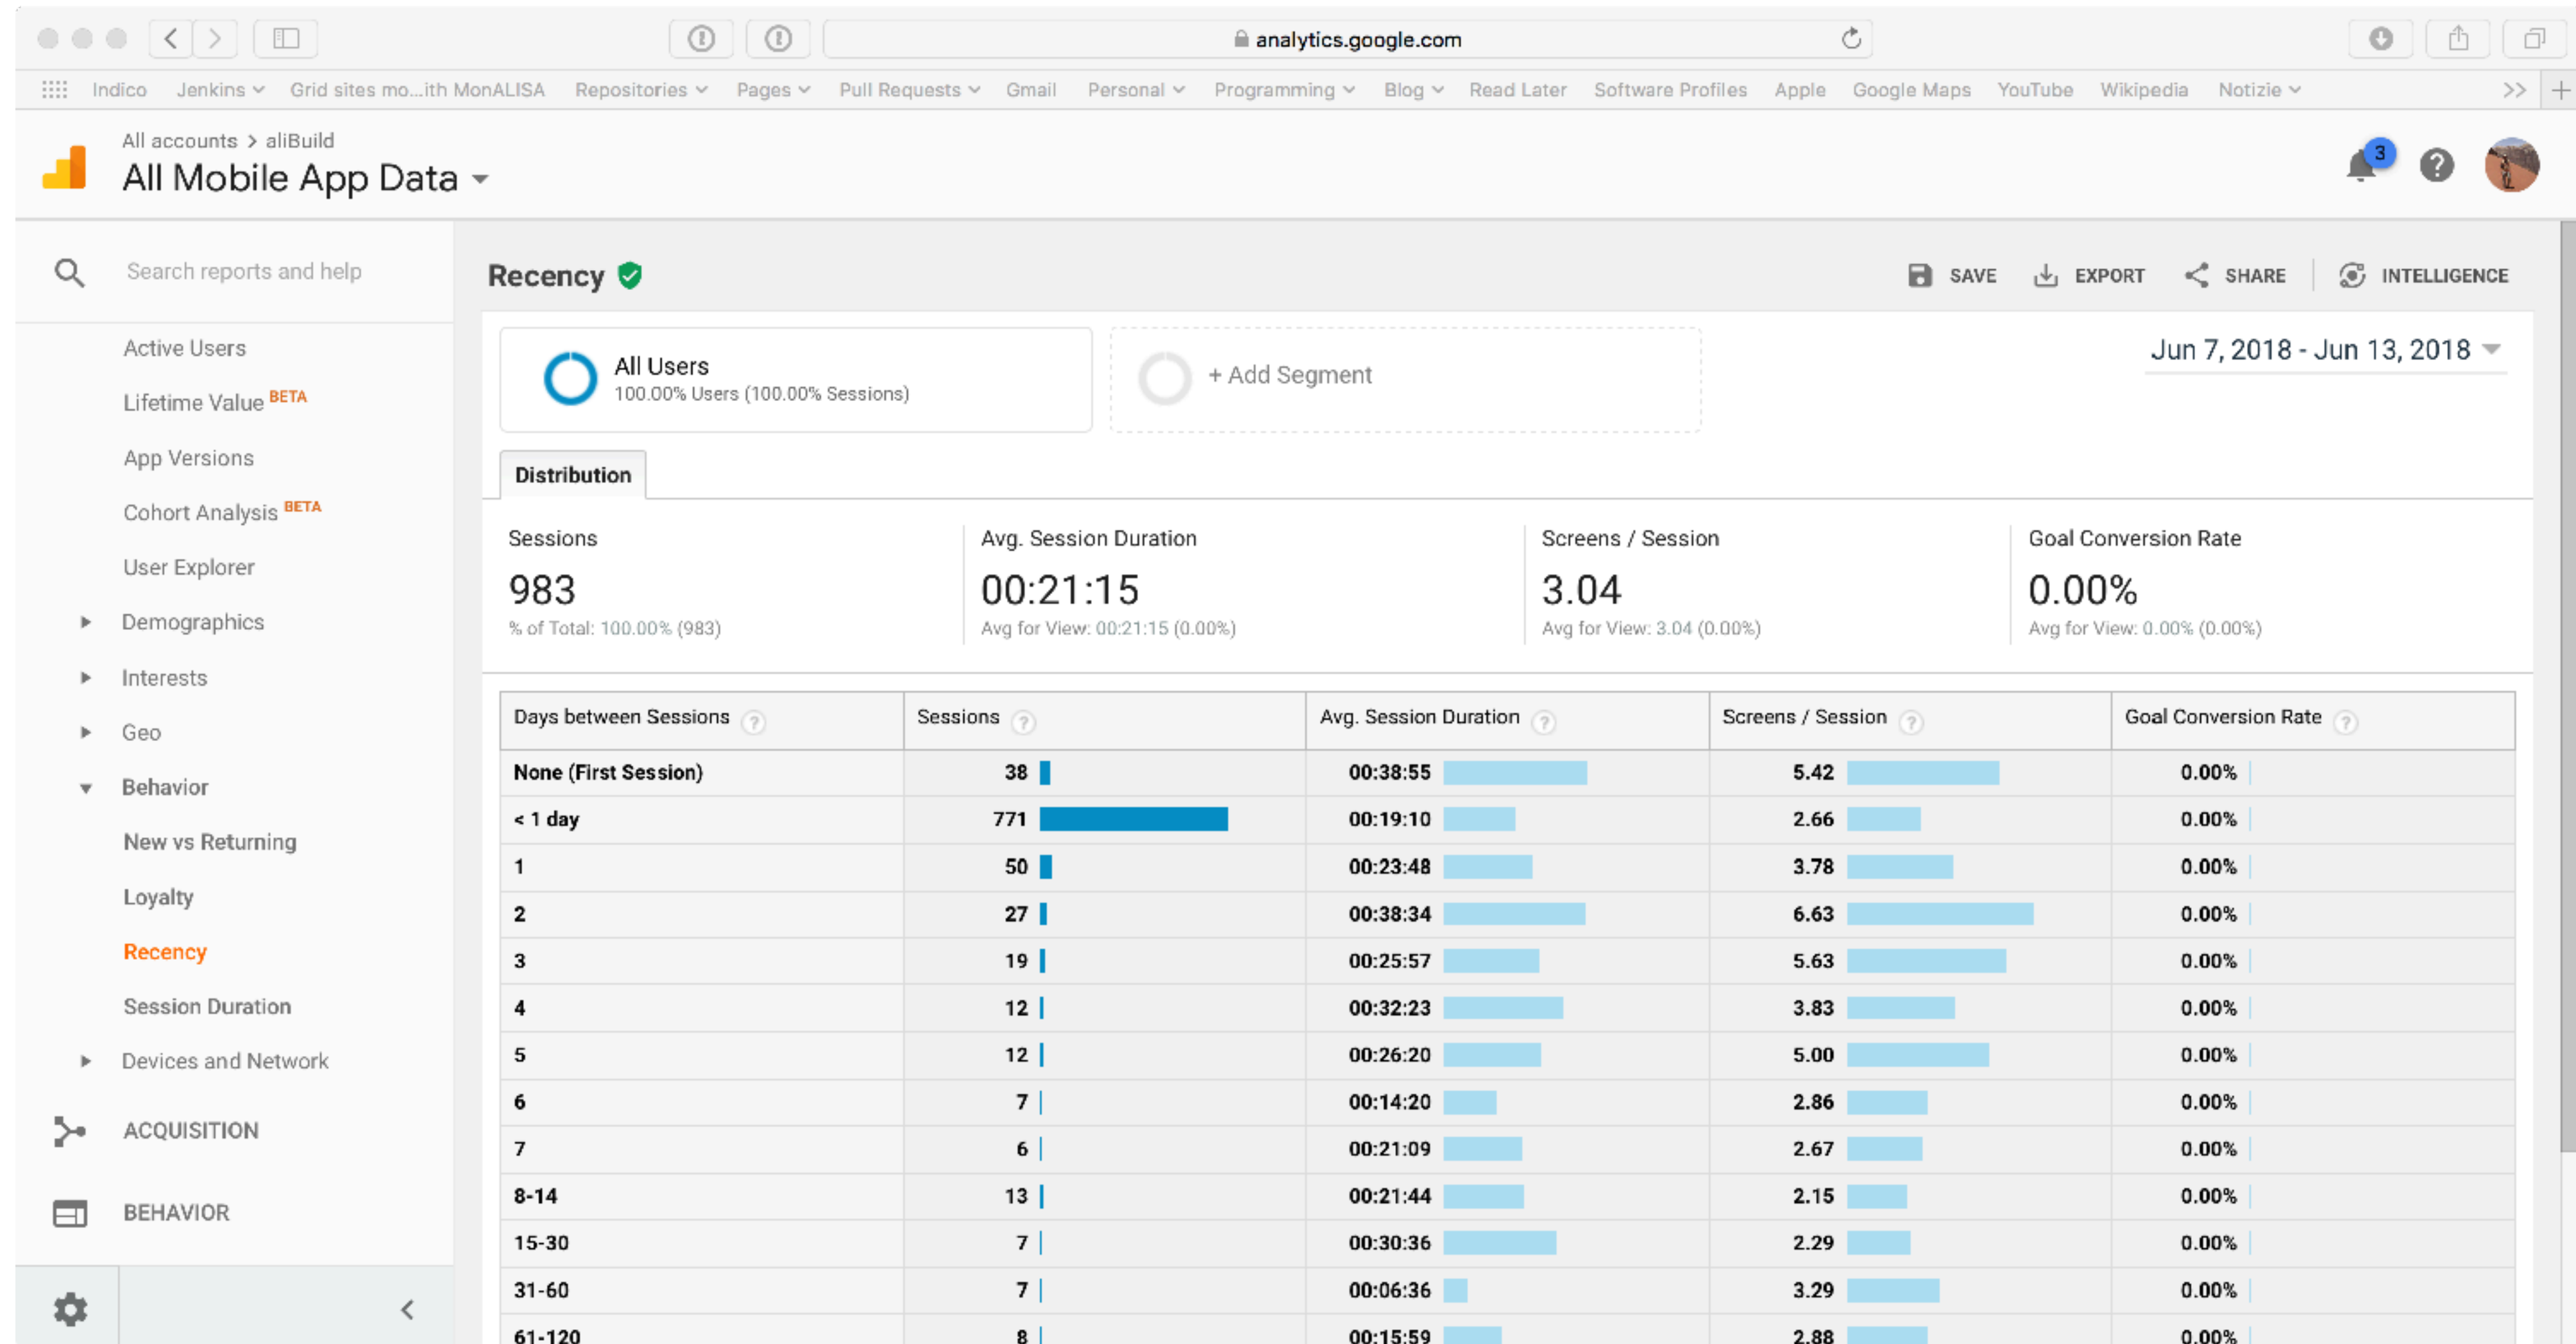 analytics.google.com
Indico Jenkins Grid sites mo...ith MonALISA Repositories Pages Pull Requests Gmail Personal Programming Blog Read Later Software Profiles Apple Google Maps YouTube Wikipedia Notizie >> +
All accounts > aliBuild
All Mobile App Data
3
?
Search reports and help
Active Users
Lifetime Value BETA
App Versions
Cohort Analysis BETA
User Explorer
Demographics
Interests
Geo
Behavior
New vs Returning
Loyalty
Recency
Session Duration
Devices and Network
ACQUISITION
BEHAVIOR
Recency
SAVE EXPORT SHARE INTELLIGENCE
All Users
100.00% Users (100.00% Sessions)
+ Add Segment
Jun 7, 2018 - Jun 13, 2018
Distribution
Sessions Avg. Session Duration Screens / Session Goal Conversion Rate
983 00:21:15 3.04 0.00%
% of Total: 100.00% (983) Avg for View: 00:21:15 (0.00%) Avg for View: 3.04 (0.00%) Avg for View: 0.00% (0.00%)
Days between Sessions ? Sessions ? Avg. Session Duration ? Screens / Session ? Goal Conversion Rate ?
None (First Session) 38 00:38:55 5.42 0.00%
< 1 day 771 00:19:10 2.66 0.00%
1 50 00:23:48 3.78 0.00%
2 27 00:38:34 6.63 0.00%
3 19 00:25:57 5.63 0.00%
4 12 00:32:23 3.83 0.00%
5 12 00:26:20 5.00 0.00%
6 7 00:14:20 2.86 0.00%
7 6 00:21:09 2.67 0.00%
8-14 13 00:21:44 2.15 0.00%
15-30 7 00:30:36 2.29 0.00%
31-60 7 00:06:36 3.29 0.00%
61-120 8 00:15:59 2.88 0.00%